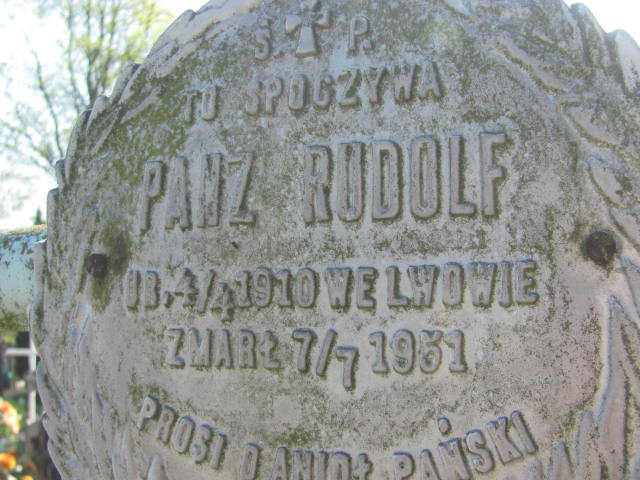 Ś. P.
TU SPOCZYWA
PANZ RUDOLF
UR. 4/4 1910 WE LWOWIE
ZMARŁ 7/7 1951
PROSI O ANIOŁ PAŃSKI